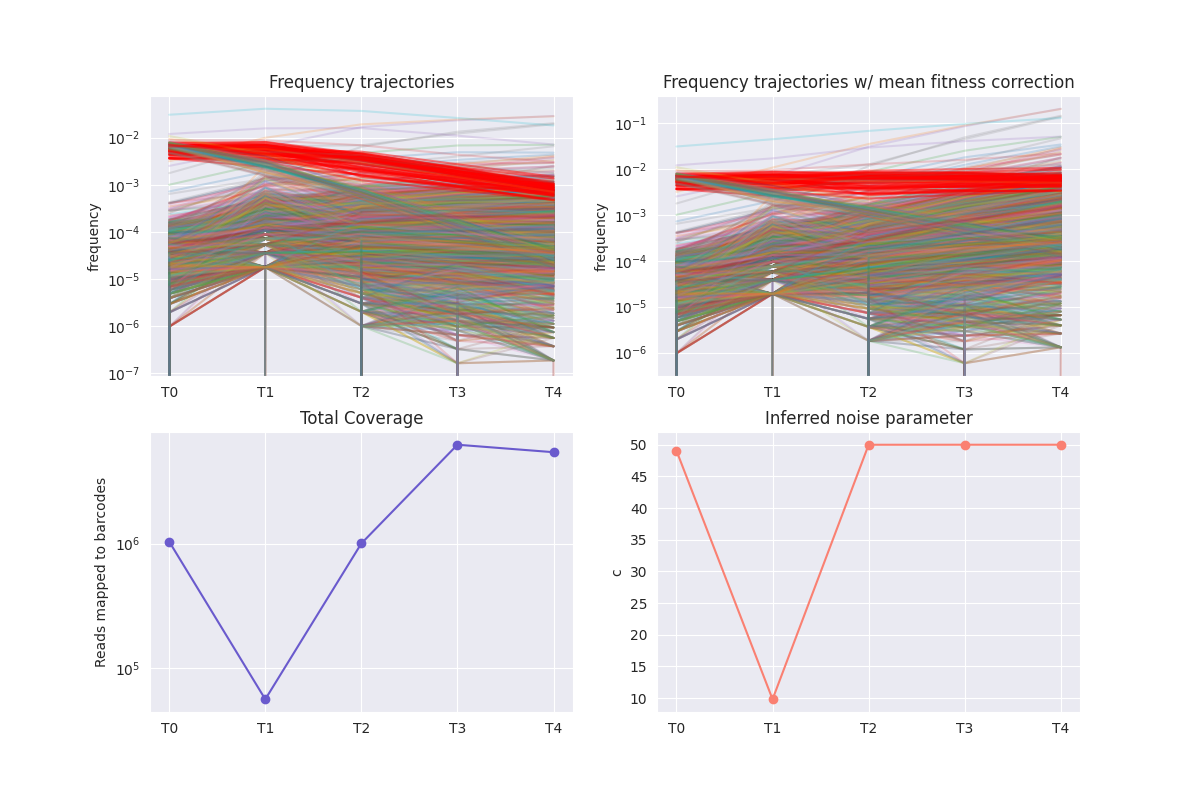 Frequency trajectories
frequency
10⁻²
10⁻³
10⁻⁴
10⁻⁵
10⁻⁶
10⁻⁷
T0 T1 T2 T3 T4
Frequency trajectories w/ mean fitness correction
frequency
10⁻¹
10⁻²
10⁻³
10⁻⁴
10⁻⁵
10⁻⁶
T0 T1 T2 T3 T4
Total Coverage
Reads mapped to barcodes
10⁶
10⁵
T0 T1 T2 T3 T4
Inferred noise parameter
c
50
45
40
35
30
25
20
15
10
T0 T1 T2 T3 T4